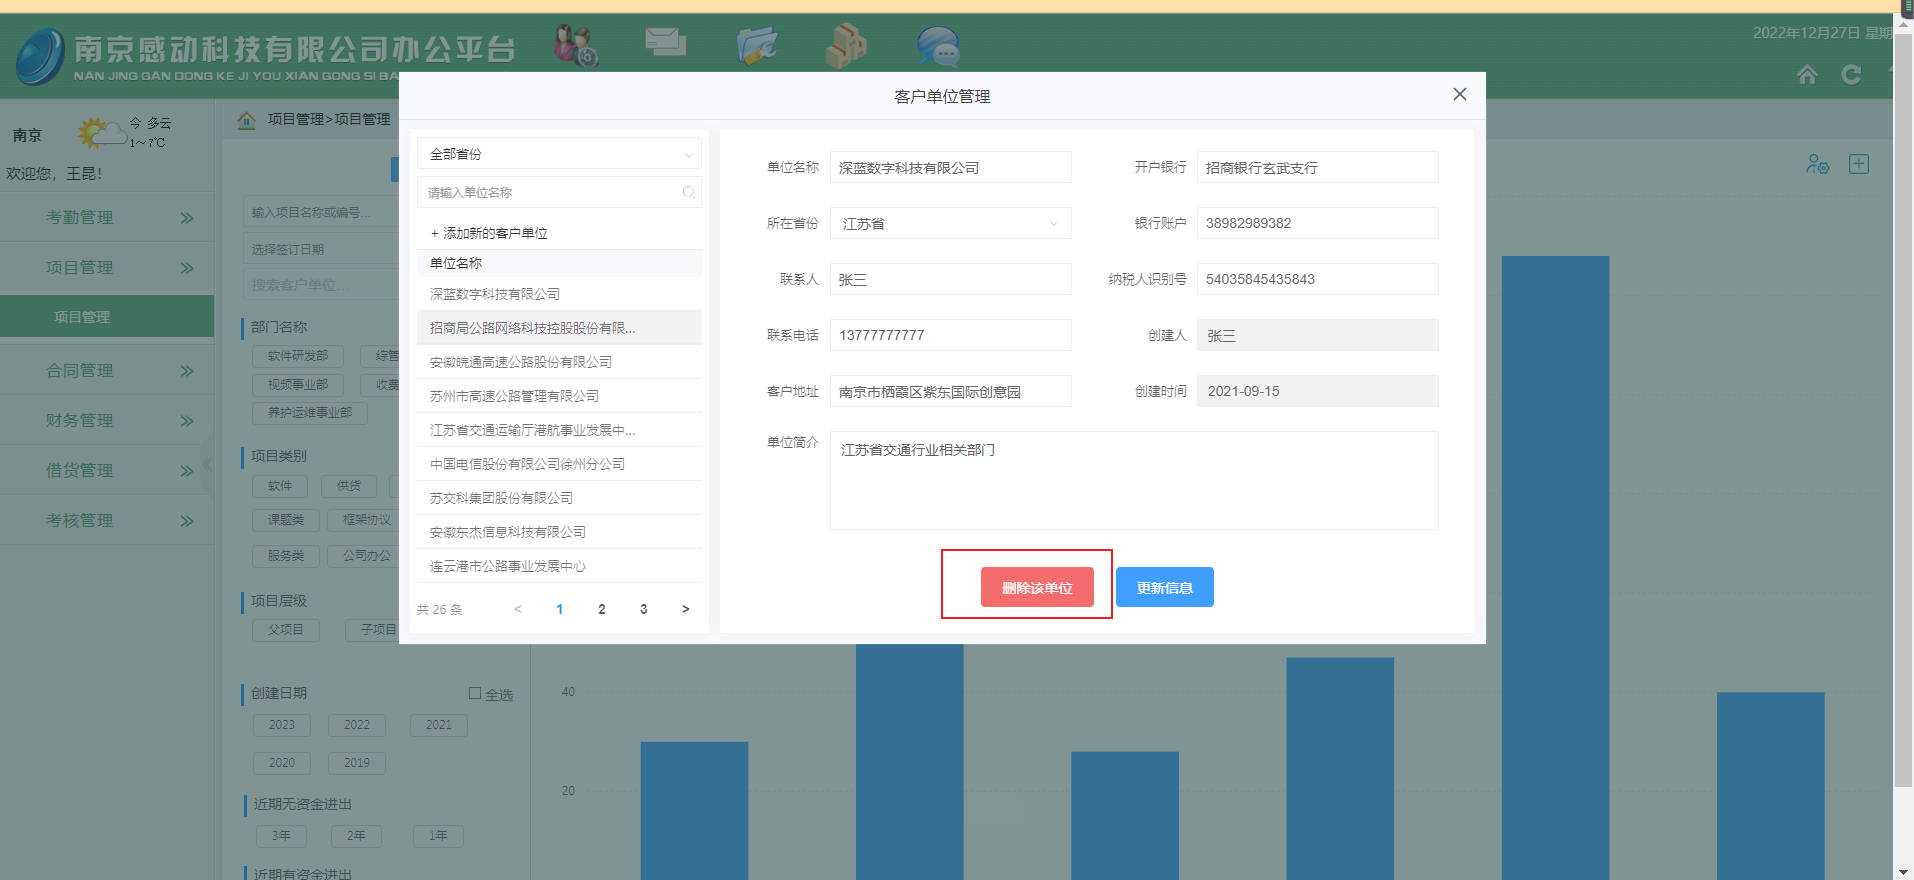 南京感动科技有限公司办公平台
NAN JING GAN DONG KE JI YOU XIAN GONG SI BA
2022年12月27日 星期
南京
今 多云
1～7℃
欢迎您，王昆！
考勤管理
项目管理
项目管理
合同管理
财务管理
借货管理
考核管理
项目管理>项目管理
输入项目名称或编号...
选择签订日期
搜索客户单位...
部门名称
软件研发部
综管
视频事业部
收费
养护运维事业部
项目类别
软件
供货
课题类
框架协议
服务类
公司办公
项目层级
父项目
子项目
创建日期
全选
2023
2022
2021
2020
2019
近期无资金进出
3年
2年
1年
近期有资金进出
客户单位管理
全部省份
请输入单位名称
+ 添加新的客户单位
单位名称
深蓝数字科技有限公司
招商局公路网络科技控股股份有限...
安徽皖通高速公路股份有限公司
苏州市高速公路管理有限公司
江苏省交通运输厅港航事业发展中...
中国电信股份有限公司徐州分公司
苏交科集团股份有限公司
安徽东杰信息科技有限公司
连云港市公路事业发展中心
共 26 条
< 1 2 3 >
单位名称 深蓝数字科技有限公司
开户银行 招商银行玄武支行
所在省份 江苏省
银行账户 38982989382
联系人 张三
纳税人识别号 54035845435843
联系电话 13777777777
创建人 张三
客户地址 南京市栖霞区紫东国际创意园
创建时间 2021-09-15
单位简介 江苏省交通行业相关部门
删除该单位
更新信息
40
20